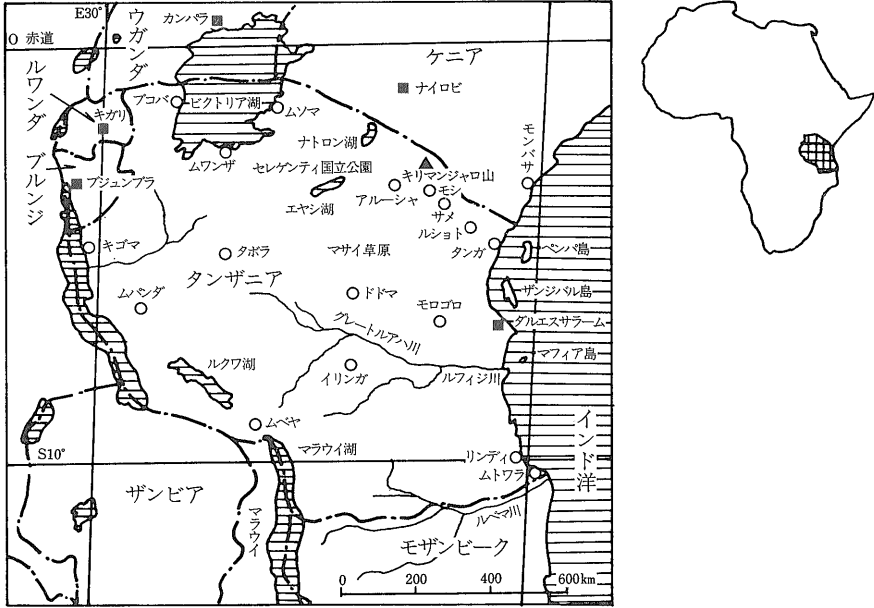 E30°
カンパラ
0 赤道
ウガンダ
ケニア
ルワンダ
ナイロビ
ブコバ
ビクトリア湖
ムソマ
キガリ
ナトロン湖
モンバサ
ムワンザ
セレゲンティ国立公園
キリマンジャロ山
ブルンジ
ブジュンブラ
アルーシャ
モシ
エヤシ湖
サメ
ルショト
キゴマ
タボラ
マサイ草原
タンガ
ペンバ島
タンザニア
ムパンダ
ドドマ
ザンジバル島
モロゴロ
グレートルアハ川
ダルエスサラーム
マフィア島
ルクワ湖
イリンガ
ルフィジ川
ムベヤ
インド洋
S10°
マラウイ湖
リンディ
ムトワラ
ザンビア
マラウイ
ルベマ川
モザンビーク
0 200 400 600km